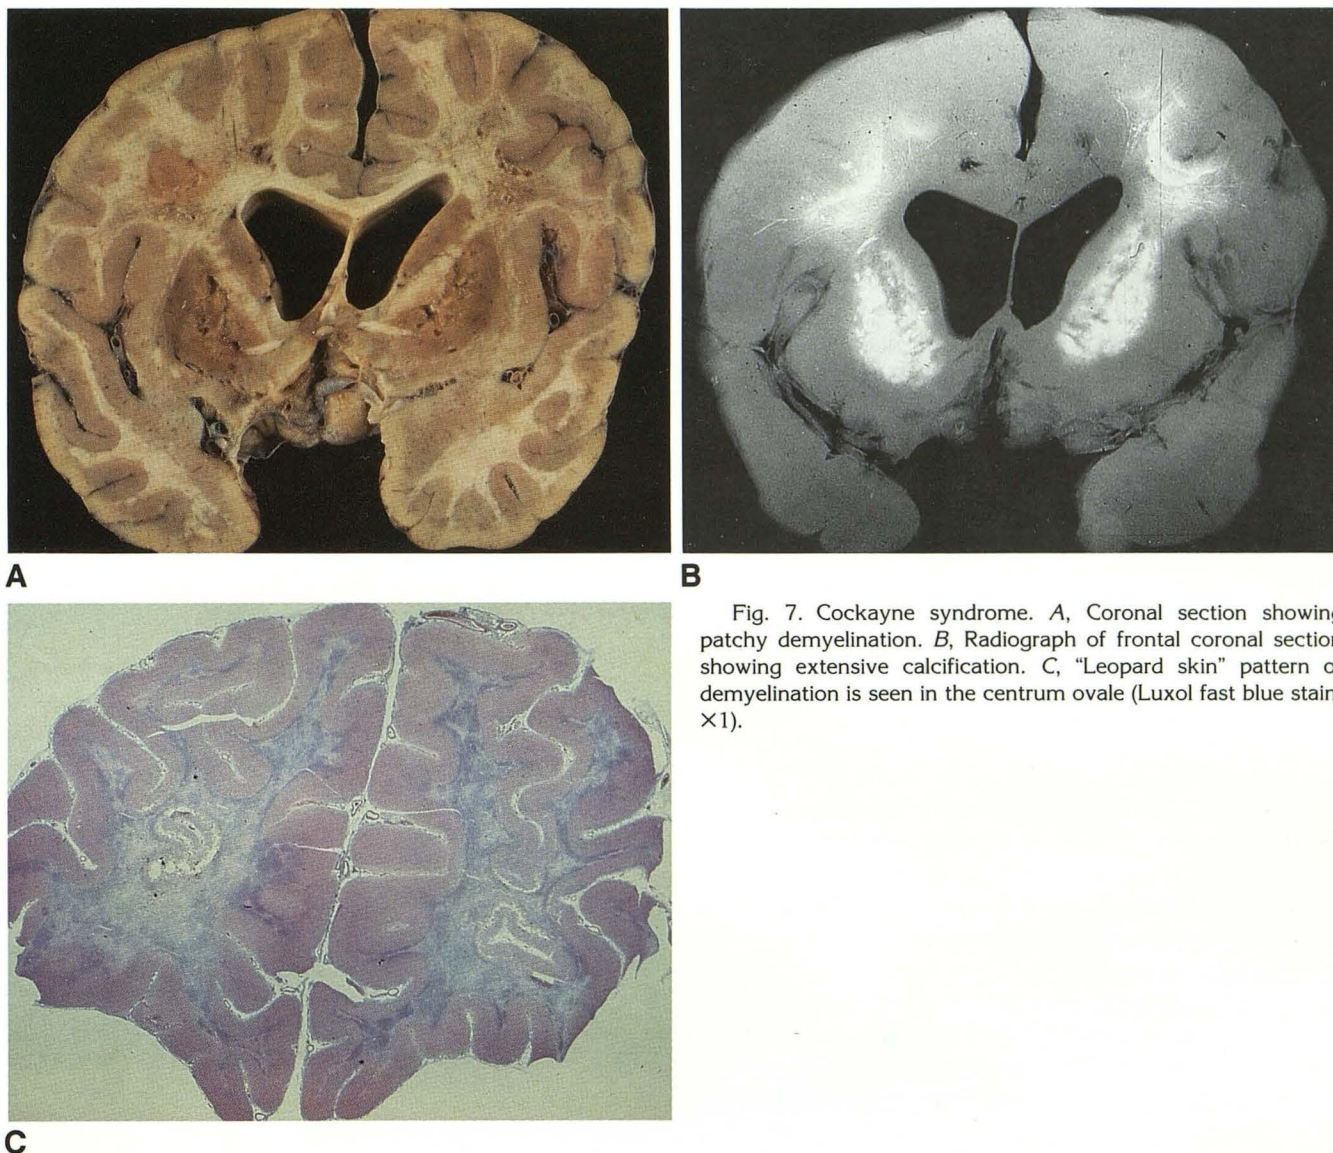 A
B
C
Fig. 7. Cockayne syndrome. A, Coronal section showing
patchy demyelination. B, Radiograph of frontal coronal section
showing extensive calcification. C, “Leopard skin” pattern o
demyelination is seen in the centrum ovale (Luxol fast blue stain
×1).